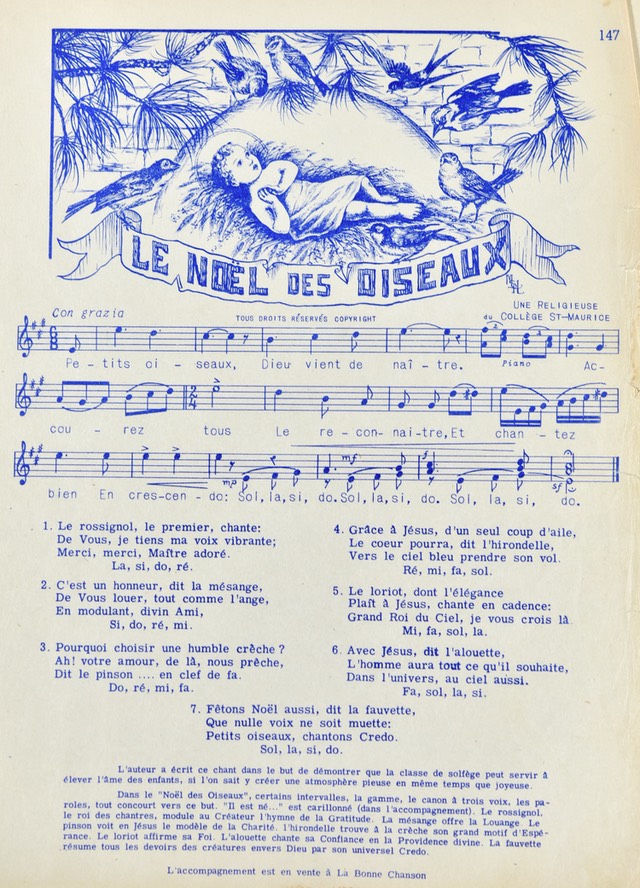 147
LE NOËL DES OISEAUX
UNE RELIGIEUSE
du COLLÈGE ST-MAURICE
Con grazia
TOUS DROITS RÉSERVÉS COPYRIGHT
Pe - tits oi - seaux, Dieu vient de naî - tre. Piano Ac-
cou - rez tous Le re - con- nai-tre, Et chan - tez
mp mf f sf
bien En cres-cen - do: Sol, la, si, do. Sol, la, si, do. Sol, la, si, do.
1. Le rossignol, le premier, chante:
De Vous, je tiens ma voix vibrante;
Merci, merci, Maître adoré.
La, si, do, ré.
2. C'est un honneur, dit la mésange,
De Vous louer, tout comme l'ange,
En modulant, divin Ami,
Si, do, ré, mi.
3. Pourquoi choisir une humble crèche ?
Ah! votre amour, de là, nous prêche,
Dit le pinson .... en clef de fa.
Do, ré, mi, fa.
4. Grâce à Jésus, d'un seul coup d'aile,
Le coeur pourra, dit l'hirondelle,
Vers le ciel bleu prendre son vol.
Ré, mi, fa, sol.
5. Le loriot, dont l'élégance
Plaît à Jésus, chante en cadence:
Grand Roi du Ciel, je vous crois là
Mi, fa, sol, la.
6. Avec Jésus, dit l'alouette,
L'homme aura tout ce qu'il souhaite,
Dans l'univers, au ciel aussi.
Fa, sol, la, si.
7. Fêtons Noël aussi, dit la fauvette,
Que nulle voix ne soit muette:
Petits oiseaux, chantons Credo.
Sol, la, si, do.
L'auteur a écrit ce chant dans le but de démontrer que la classe de solfège peut servir à
élever l'âme des enfants, si l'on sait y créer une atmosphère pieuse en même temps que joyeuse.
Dans le "Noël des Oiseaux", certains intervalles, la gamme, le canon à trois voix, les pa-
roles, tout concourt vers ce but. "Il est né..." est carillonné (dans l'accompagnement). Le rossignol,
le roi des chantres, module au Créateur l'hymne de la Gratitude. La mésange offre la Louange. Le
pinson voit en Jésus le modèle de la Charité. l'hirondelle trouve à la crèche son grand motif d'Espé-
rance. Le loriot affirme sa Foi. L'alouette chante sa Confiance en la Providence divine. La fauvette
résume tous les devoirs des créatures envers Dieu par son universel Credo.
L'accompagnement est en vente à La Bonne Chanson